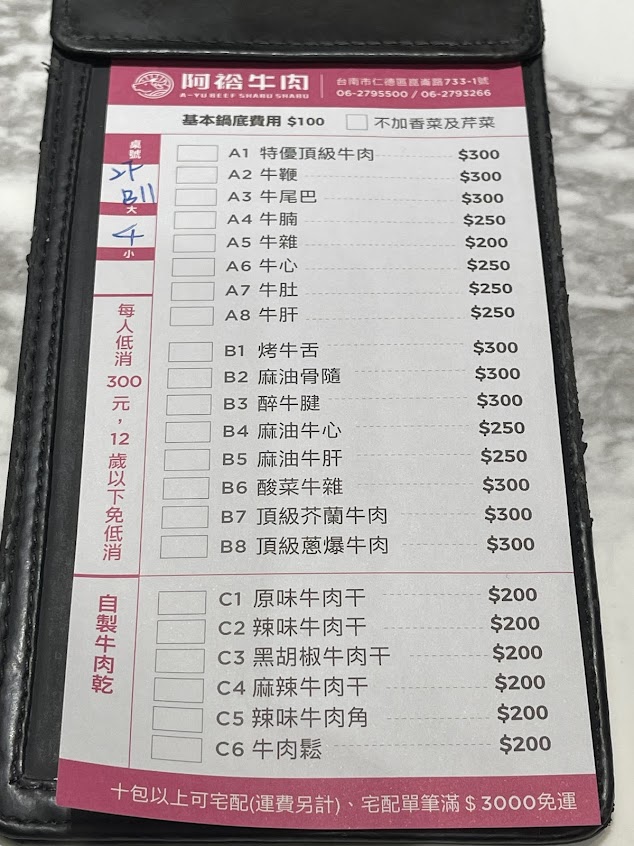 阿裕牛肉
A-YU BEEF SHABU SHABU
台南市仁德區崑崙路733-1號
06-2795500 / 06-2793266
基本鍋底費用 $100 不加香菜及芹菜
桌號
B11
大
4
小
每人低消300元，12歲以下免低消
A1 特優頂級牛肉 $300
A2 牛鞭 $300
A3 牛尾巴 $300
A4 牛腩 $250
A5 牛雜 $200
A6 牛心 $250
A7 牛肚 $250
A8 牛肝 $250
B1 烤牛舌 $300
B2 麻油骨隨 $300
B3 醉牛腱 $300
B4 麻油牛心 $250
B5 麻油牛肝 $250
B6 酸菜牛雜 $300
B7 頂級芥蘭牛肉 $300
B8 頂級蔥爆牛肉 $300
自製牛肉乾
C1 原味牛肉干 $200
C2 辣味牛肉干 $200
C3 黑胡椒牛肉干 $200
C4 麻辣牛肉干 $200
C5 辣味牛肉角 $200
C6 牛肉鬆 $200
十包以上可宅配(運費另計)、宅配單筆滿＄3000免運